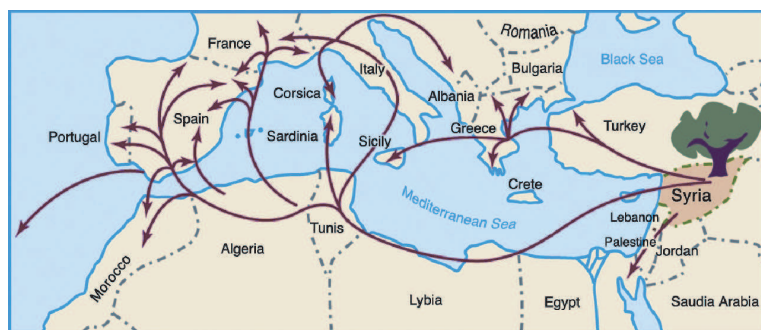 Romania
France
Black Sea
Italy
Bulgaria
Corsica
Albania
Spain
Turkey
Portugal
Greece
Sardinia
Sicily
Crete
Syria
Mediterranean Sea
Lebanon
Tunis
Palestine
Jordan
Algeria
Morocco
Lybia
Egypt
Saudia Arabia